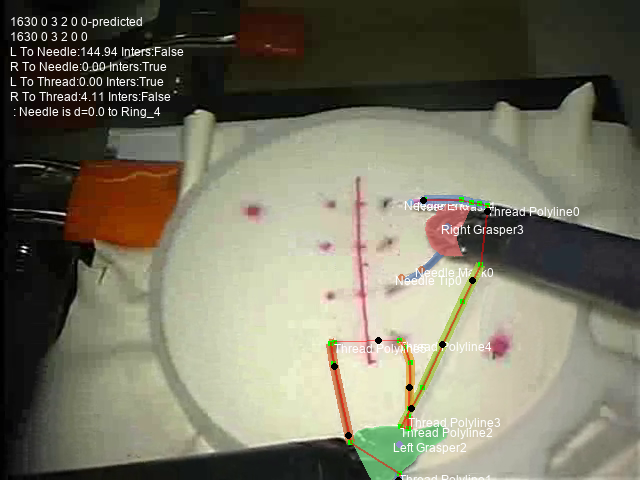 1630 0 3 2 0 0-predicted
1630 0 3 2 0 0
L To Needle:144.94 Inters:False
R To Needle:0.00 Inters:True
L To Thread:0.00 Inters:True
R To Thread:4.11 Inters:False
: Needle is d=0.0 to Ring_4
Thread Polyline0
Right Grasper3
Needle Mask0
Needle Tip0
Thread Polyline4
Thread Polyline3
Thread Polyline2
Left Grasper2
Thread Polyline1